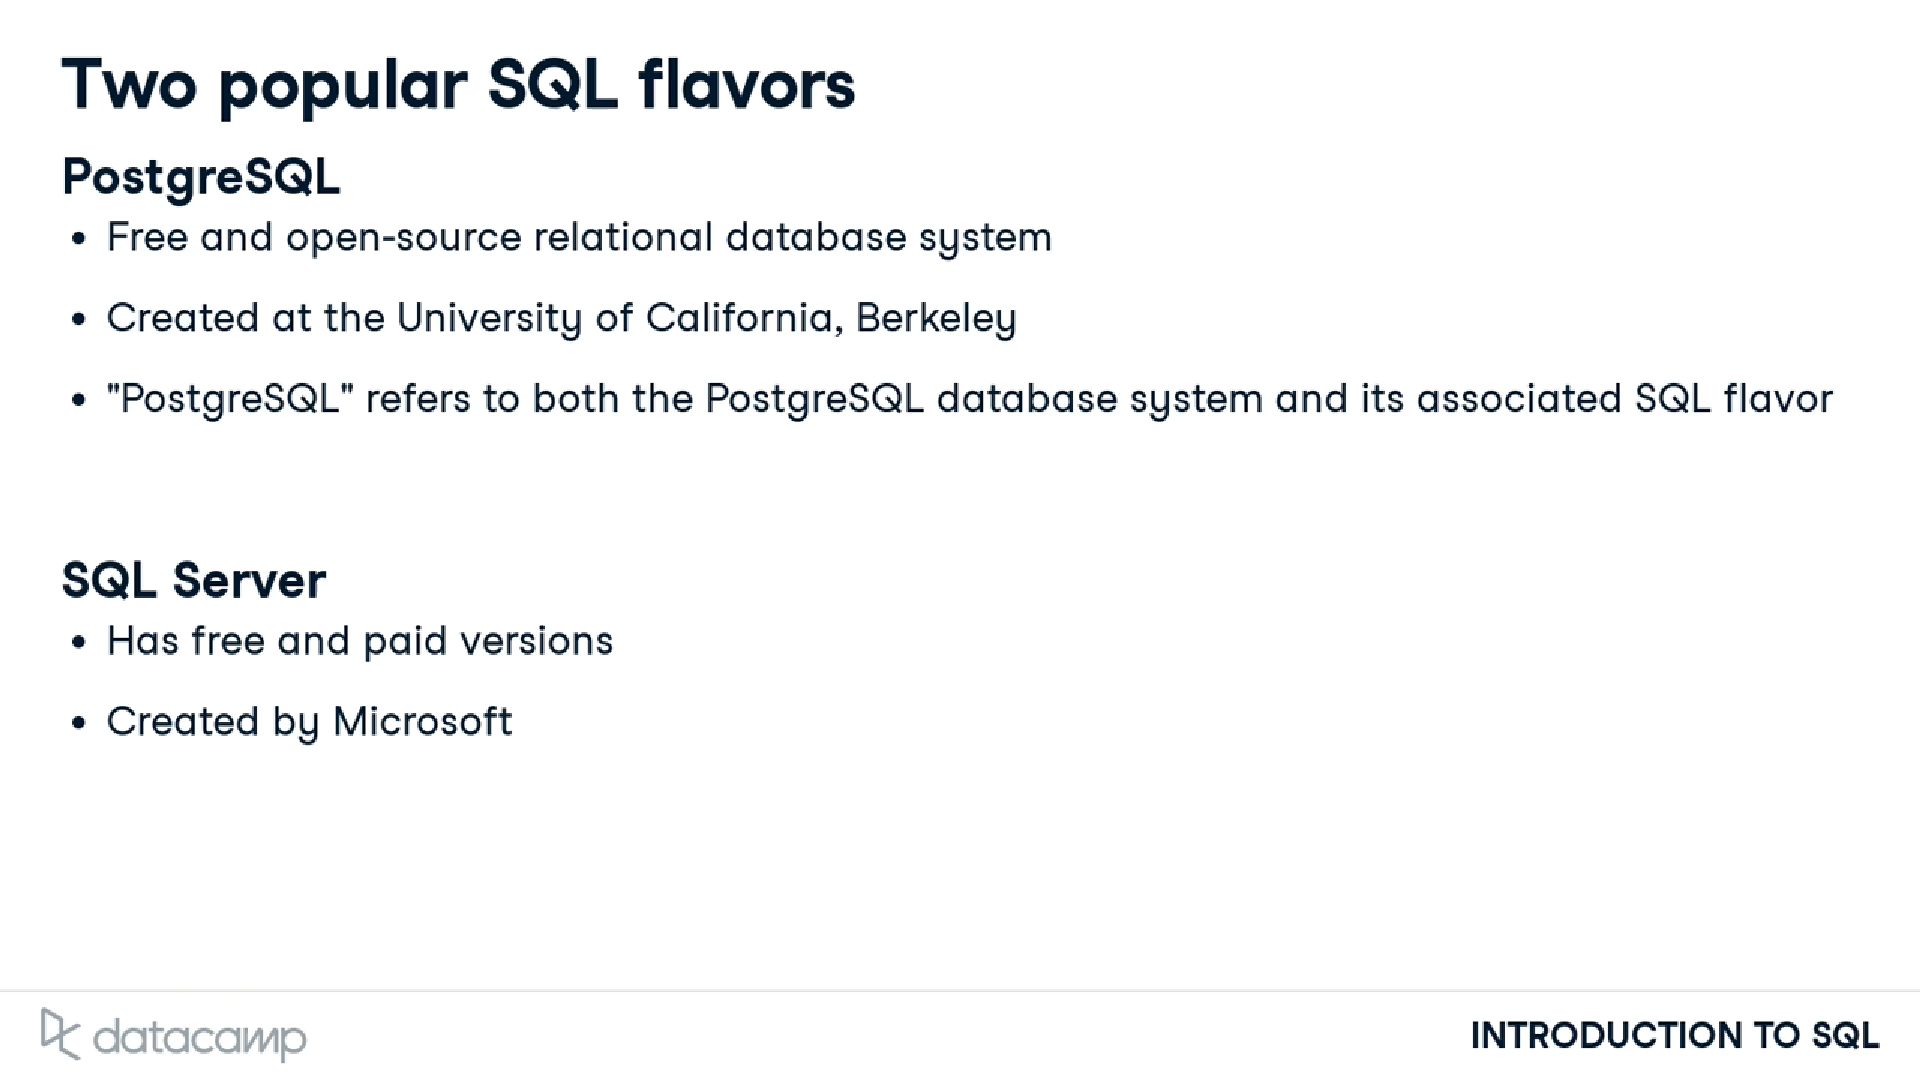 Two popular SQL flavors
PostgreSQL
• Free and open-source relational database system
• Created at the University of California, Berkeley
• "PostgreSQL" refers to both the PostgreSQL database system and its associated SQL flavor
SQL Server
• Has free and paid versions
• Created by Microsoft
datacamp
INTRODUCTION TO SQL